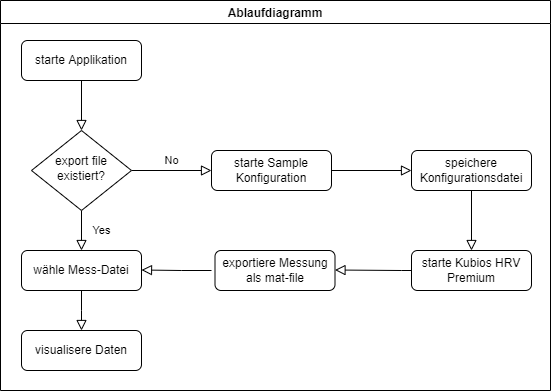 Ablaufdiagramm
starte Applikation
export file
existiert?
No
starte Sample
Konfiguration
speichere
Konfigurationsdatei
Yes
wähle Mess-Datei
exportiere Messung
als mat-file
starte Kubios HRV
Premium
visualisere Daten